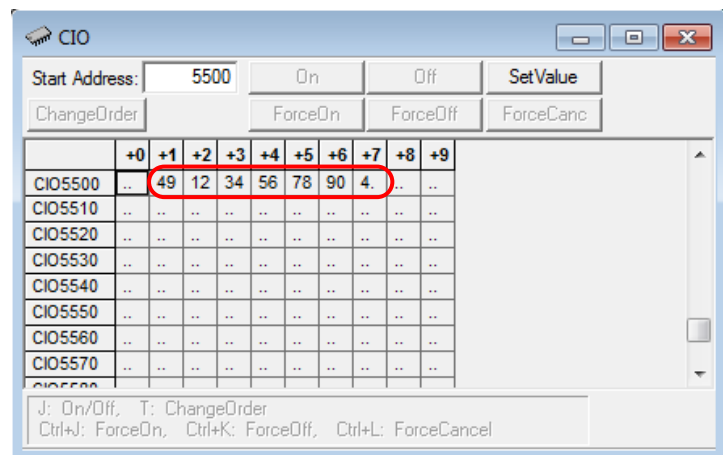 CIO
Start Address: 5500 On Off SetValue
ChangeOrder ForceOn ForceOff ForceCanc
+0 +1 +2 +3 +4 +5 +6 +7 +8 +9
CIO5500 .. 49 12 34 56 78 90 4. .. ..
CIO5510 .. .. .. .. .. .. .. .. .. ..
CIO5520 .. .. .. .. .. .. .. .. .. ..
CIO5530 .. .. .. .. .. .. .. .. .. ..
CIO5540 .. .. .. .. .. .. .. .. .. ..
CIO5550 .. .. .. .. .. .. .. .. .. ..
CIO5560 .. .. .. .. .. .. .. .. .. ..
CIO5570 .. .. .. .. .. .. .. .. .. ..
J: On/Off, T: ChangeOrder
Ctrl+J: ForceOn, Ctrl+K: ForceOff, Ctrl+L: ForceCancel